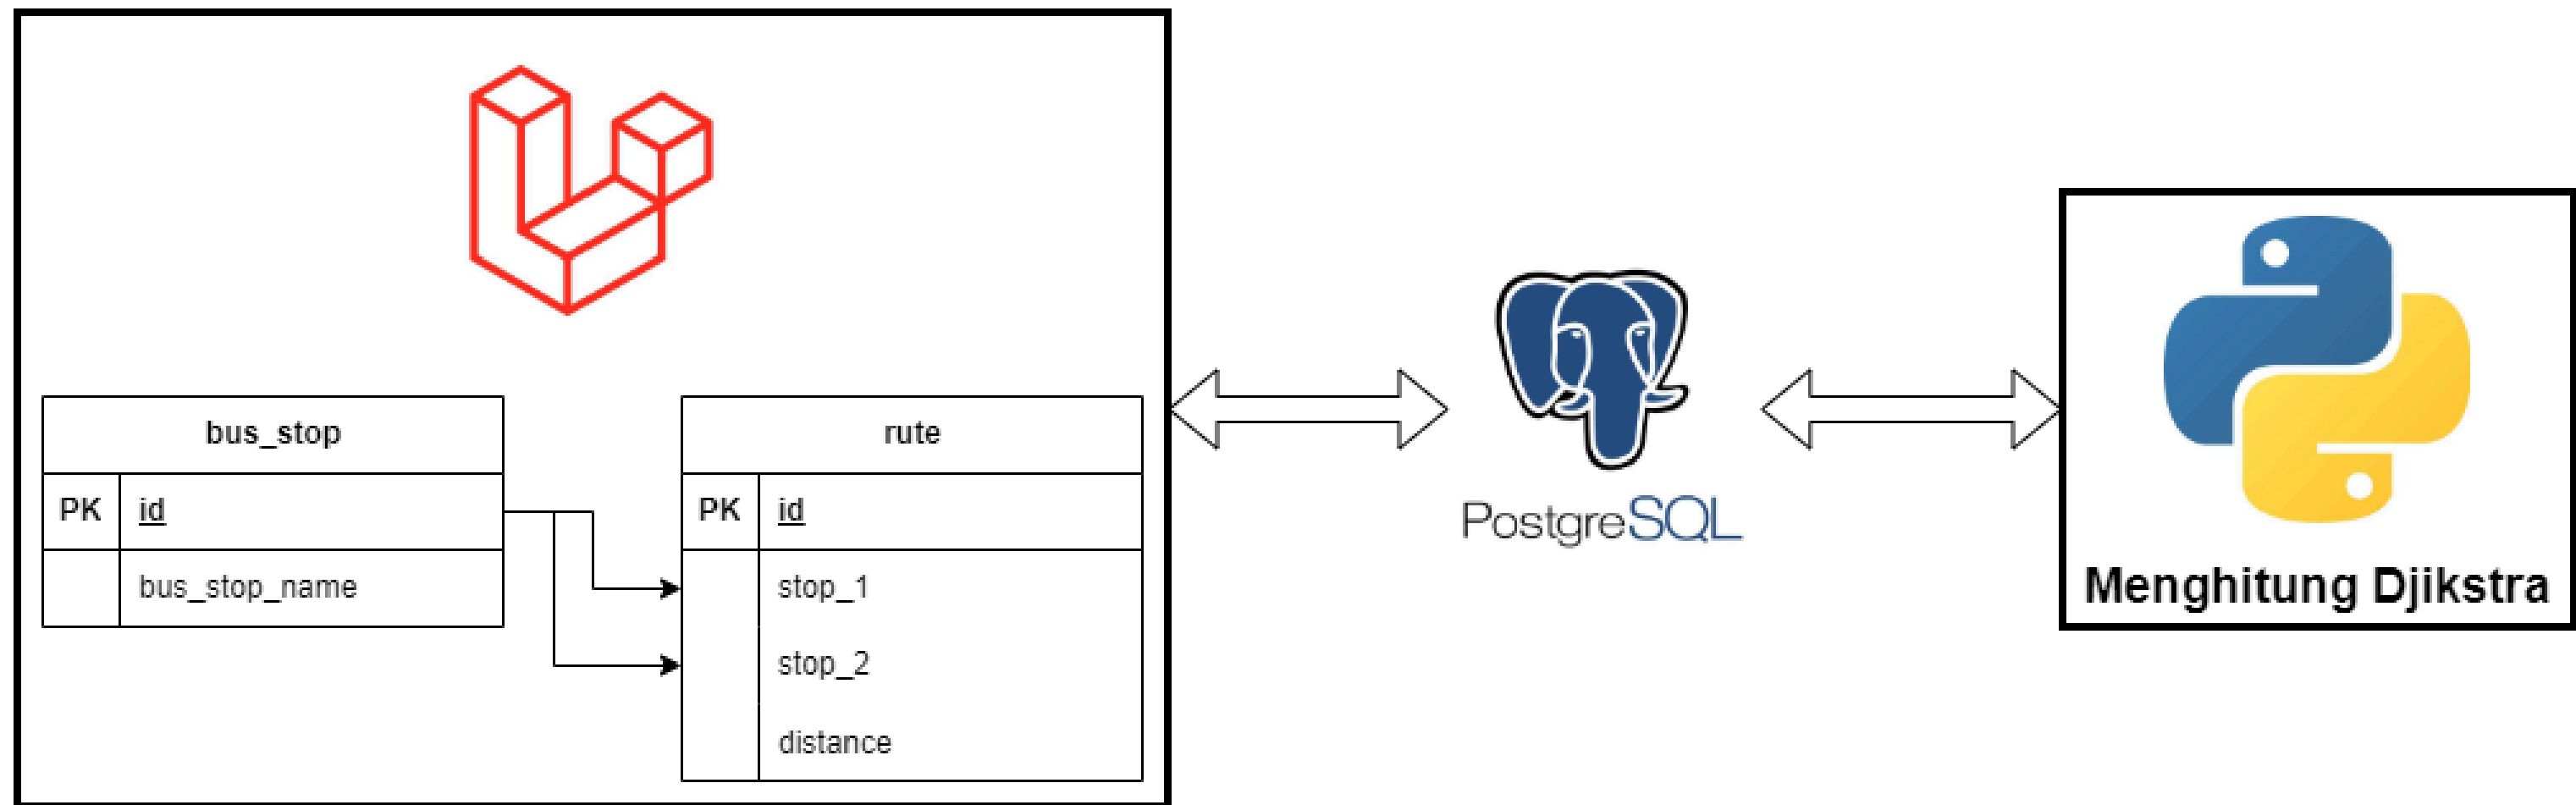 bus_stop
PK id
bus_stop_name
rute
PK id
stop_1
stop_2
distance
PostgreSQL
Menghitung Djikstra